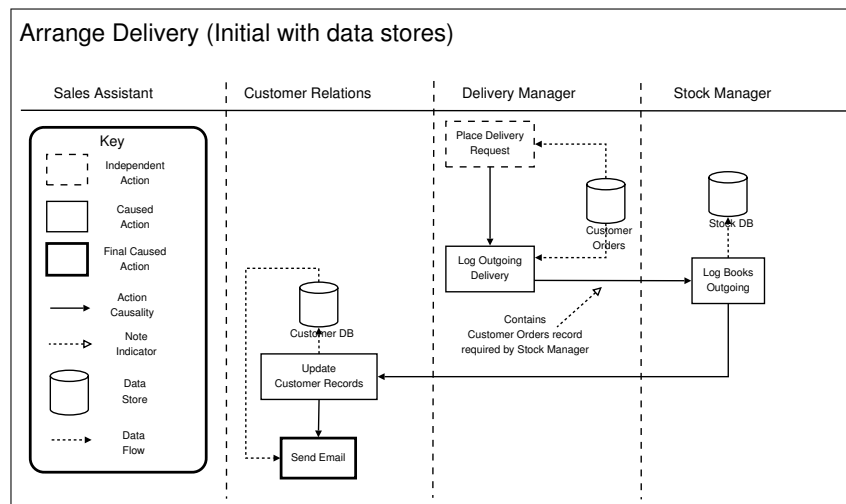 Arrange Delivery (Initial with data stores)
Sales Assistant
Customer Relations
Delivery Manager
Stock Manager
Key
Independent
Action
Caused
Action
Final Caused
Action
Action
Causality
Note
Indicator
Data
Store
Data
Flow
Place Delivery
Request
Customer
Orders
Stock DB
Log Outgoing
Delivery
Log Books
Outgoing
Contains
Customer Orders record
required by Stock Manager
Customer DB
Update
Customer Records
Send Email